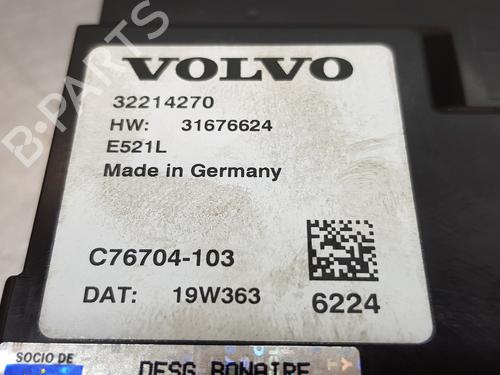 VOLVO
32214270
HW: 31676624
E521L
Made in Germany
C76704-103
DAT: 19W363
6224
SOCIO DE
DESG.BONAIRE
B-PARTS